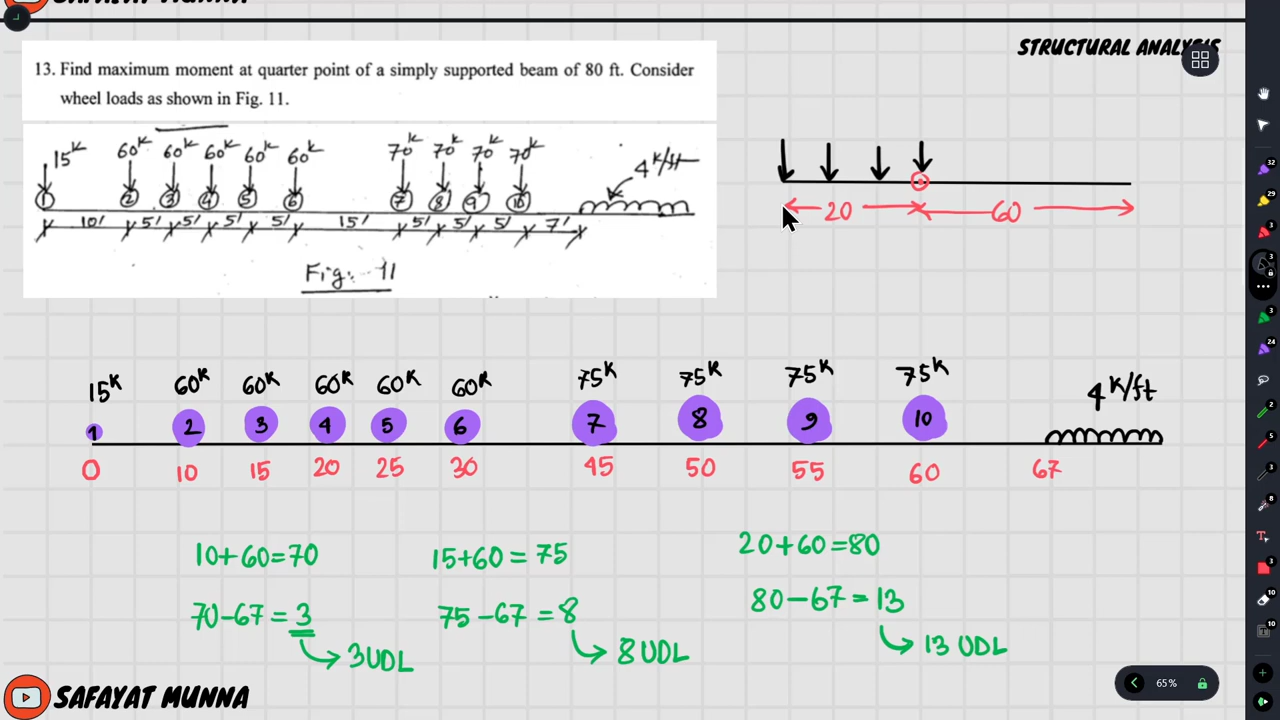 SAFAYAT MUNNA
STRUCTURAL ANALYSIS
13. Find maximum moment at quarter point of a simply supported beam of 80 ft. Consider
wheel loads as shown in Fig. 11.
15K 60K 60K 60K 60K 60K 70K 70K 70K 70K 4K/ft
1 2 3 4 5 6 7 8 9 10
10' 5' 5' 5' 5' 15' 5' 5' 5' 7'
Fig: 11
20 60
15K 60K 60K 60K 60K 60K 75K 75K 75K 75K 4K/ft
1 2 3 4 5 6 7 8 9 10
0 10 15 20 25 30 45 50 55 60 67
10+60=70 15+60=75 20+60=80
70-67=3 75-67=8 80-67=13
3UDL 8UDL 13 UDL
SAFAYAT MUNNA
65%